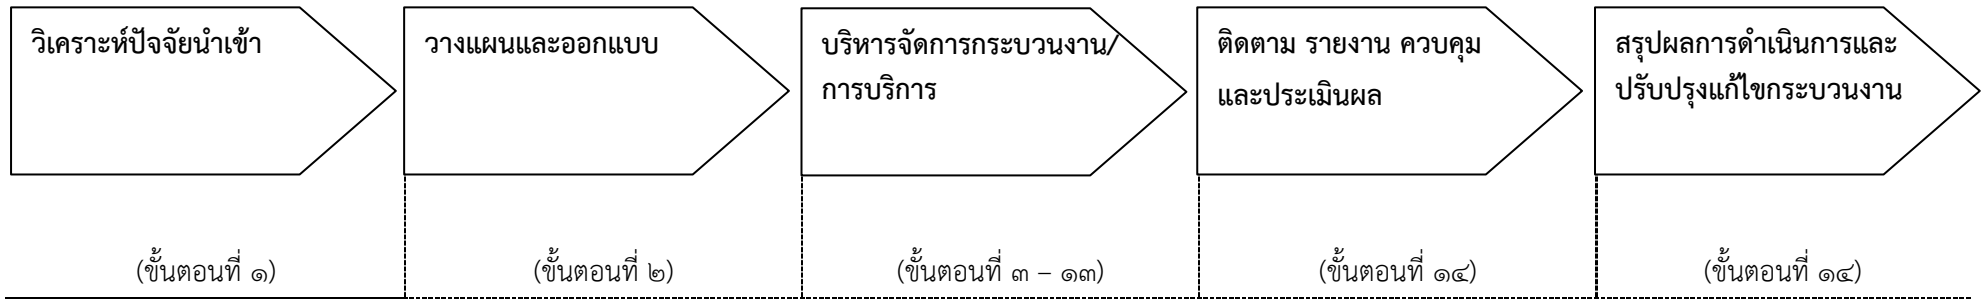 วิเคราะห์ปัจจัยนำเข้า
วางแผนและออกแบบ
บริหารจัดการกระบวนงาน/
การบริการ
ติดตาม รายงาน ควบคุม
และประเมินผล
สรุปผลการดำเนินการและ
ปรับปรุงแก้ไขกระบวนงาน
(ขั้นตอนที่ ๑)
(ขั้นตอนที่ ๒)
(ขั้นตอนที่ ๓ – ๑๓)
(ขั้นตอนที่ ๑๔)
(ขั้นตอนที่ ๑๔)